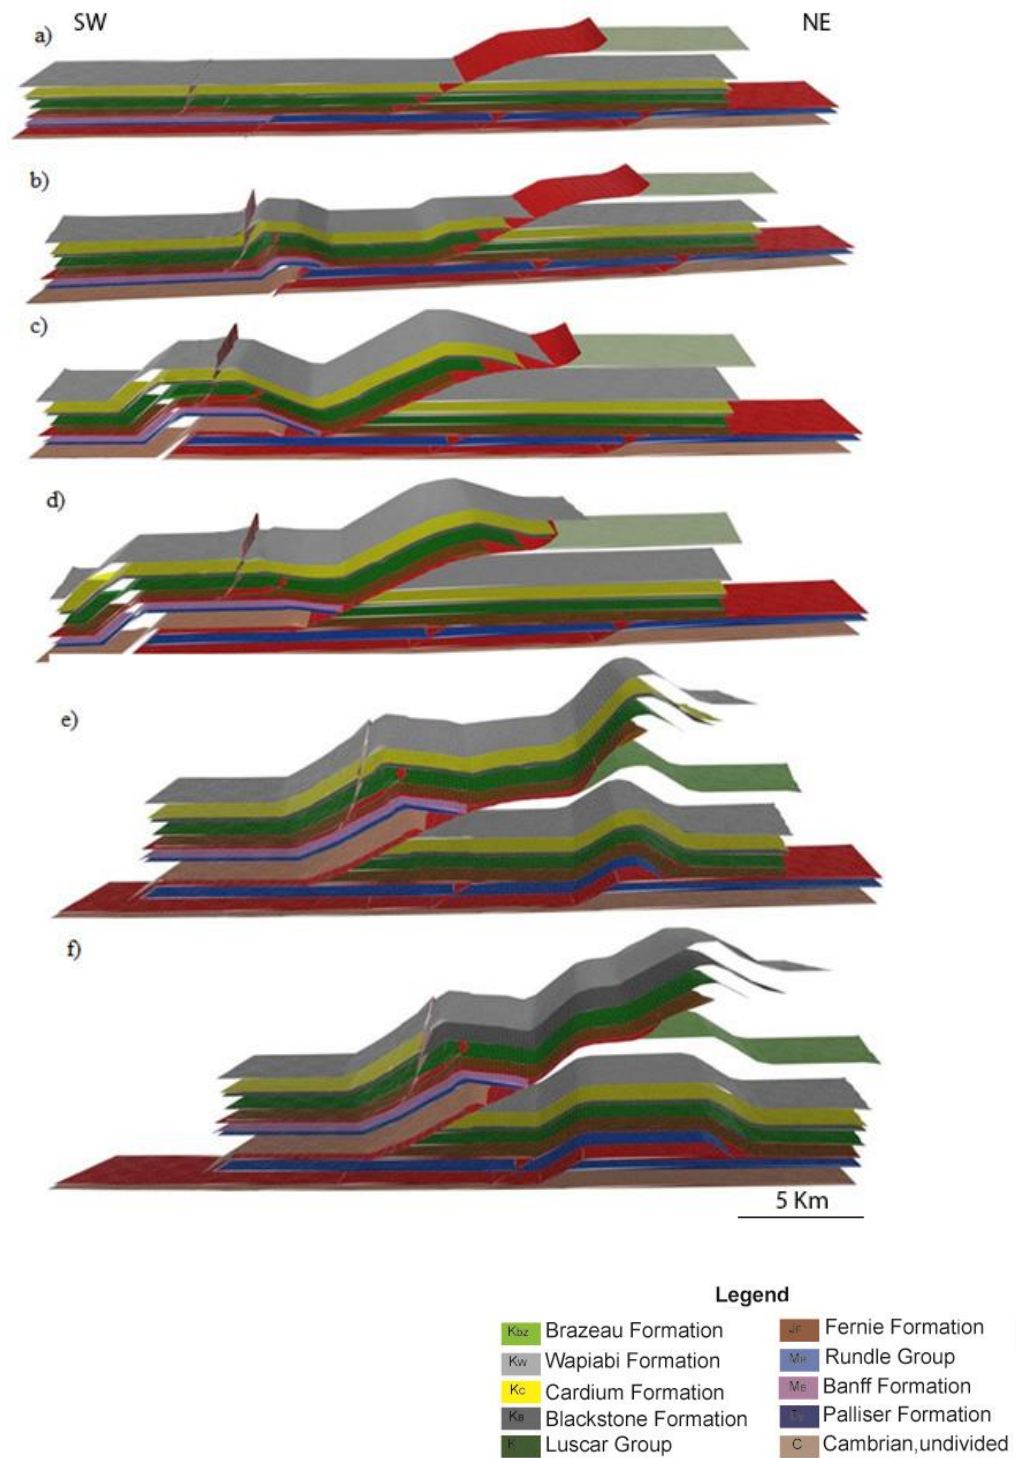 SW
NE
a)
b)
c)
d)
e)
f)
5 Km
Legend
Kbz Brazeau Formation
Kw Wapiabi Formation
Kc Cardium Formation
Blackstone Formation
K Luscar Group
Fernie Formation
Rundle Group
Banff Formation
Palliser Formation
C Cambrian,undivided